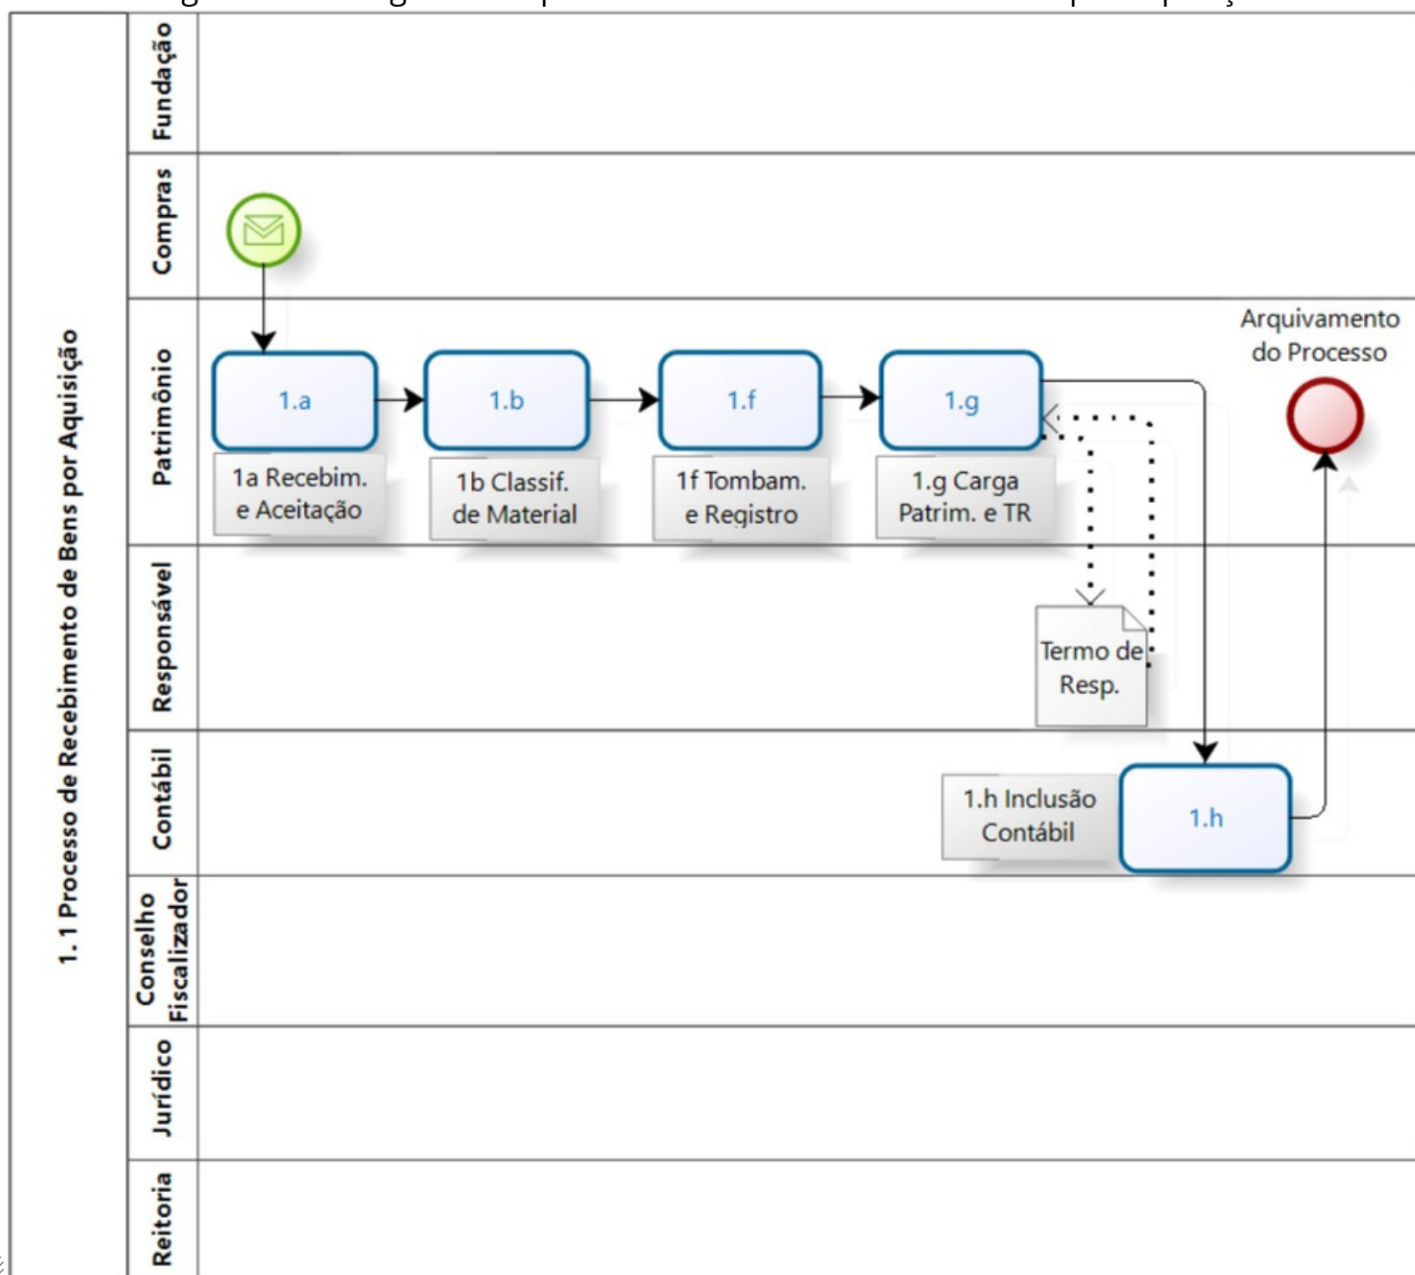 1.1 Processo de Recebimento de Bens por Aquisição
Fundação
Compras
Patrimônio
Arquivamento
do Processo
1.a
1.b
1.f
1.g
1a Recebim.
e Aceitação
1b Classif.
de Material
1f Tombam.
e Registro
1.g Carga
Patrim. e TR
Responsável
Termo de
Resp.
Contábil
1.h Inclusão
Contábil
1.h
Conselho
Fiscalizador
Jurídico
Reitoria